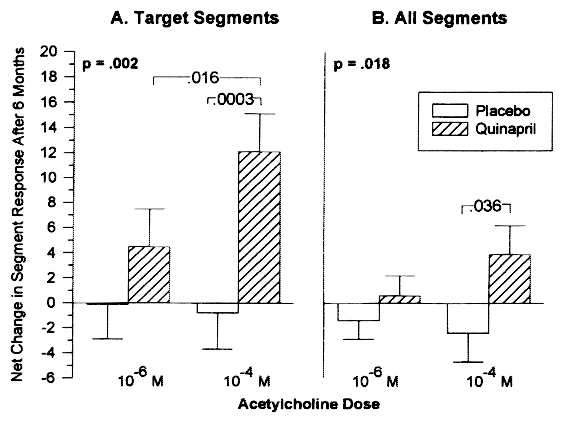 A. Target Segments
B. All Segments
Net Change in Segment Response After 6 Months
20
18
16
14
12
10
8
6
4
2
0
-2
-4
-6
p = .002
.016
.0003
p = .018
Placebo
Quinapril
.036
10-6 M
10-4 M
10-6 M
10-4 M
Acetylcholine Dose